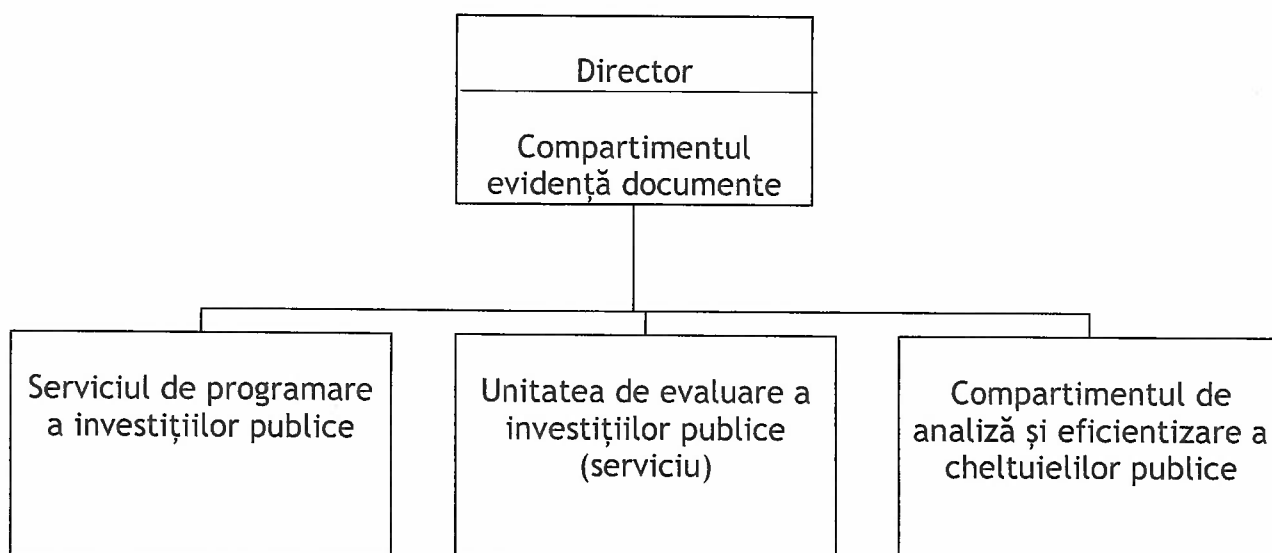 Director
Compartimentul
evidență documente
Serviciul de programare
a investițiilor publice
Unitatea de evaluare a
investițiilor publice
(serviciu)
Compartimentul de
analiză și eficientizare a
cheltuielilor publice